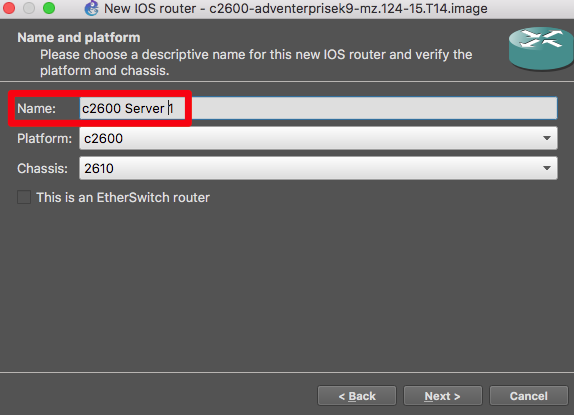 New IOS router - c2600-adventerprisek9-mz.124-15.T14.image
Name and platform
Please choose a descriptive name for this new IOS router and verify the
platform and chassis.
Name: c2600 Server 1
Platform: c2600
Chassis: 2610
This is an EtherSwitch router
< Back Next > Cancel